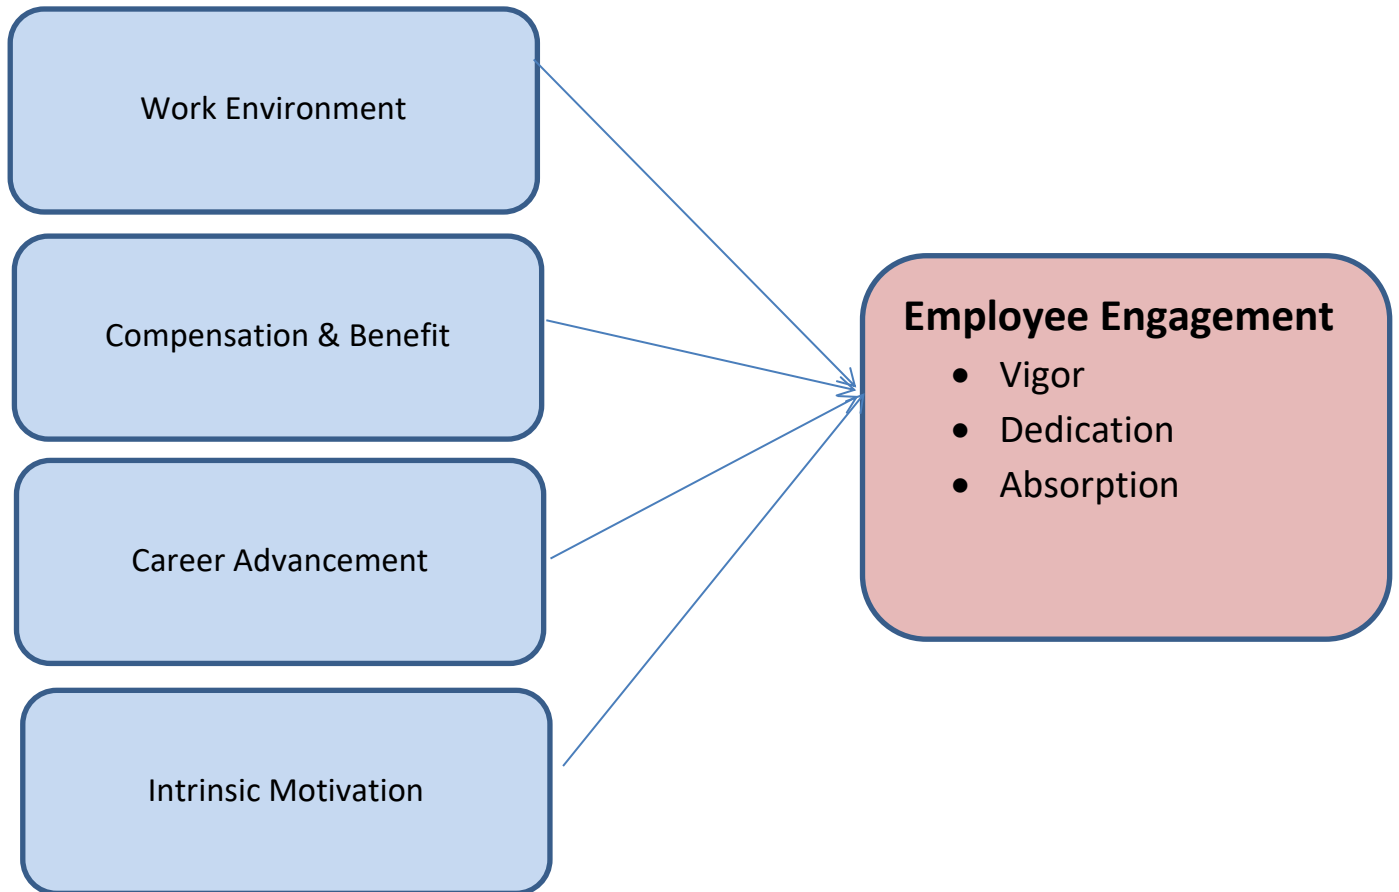 Work Environment
Compensation & Benefit
Career Advancement
Intrinsic Motivation
Employee Engagement
• Vigor
• Dedication
• Absorption